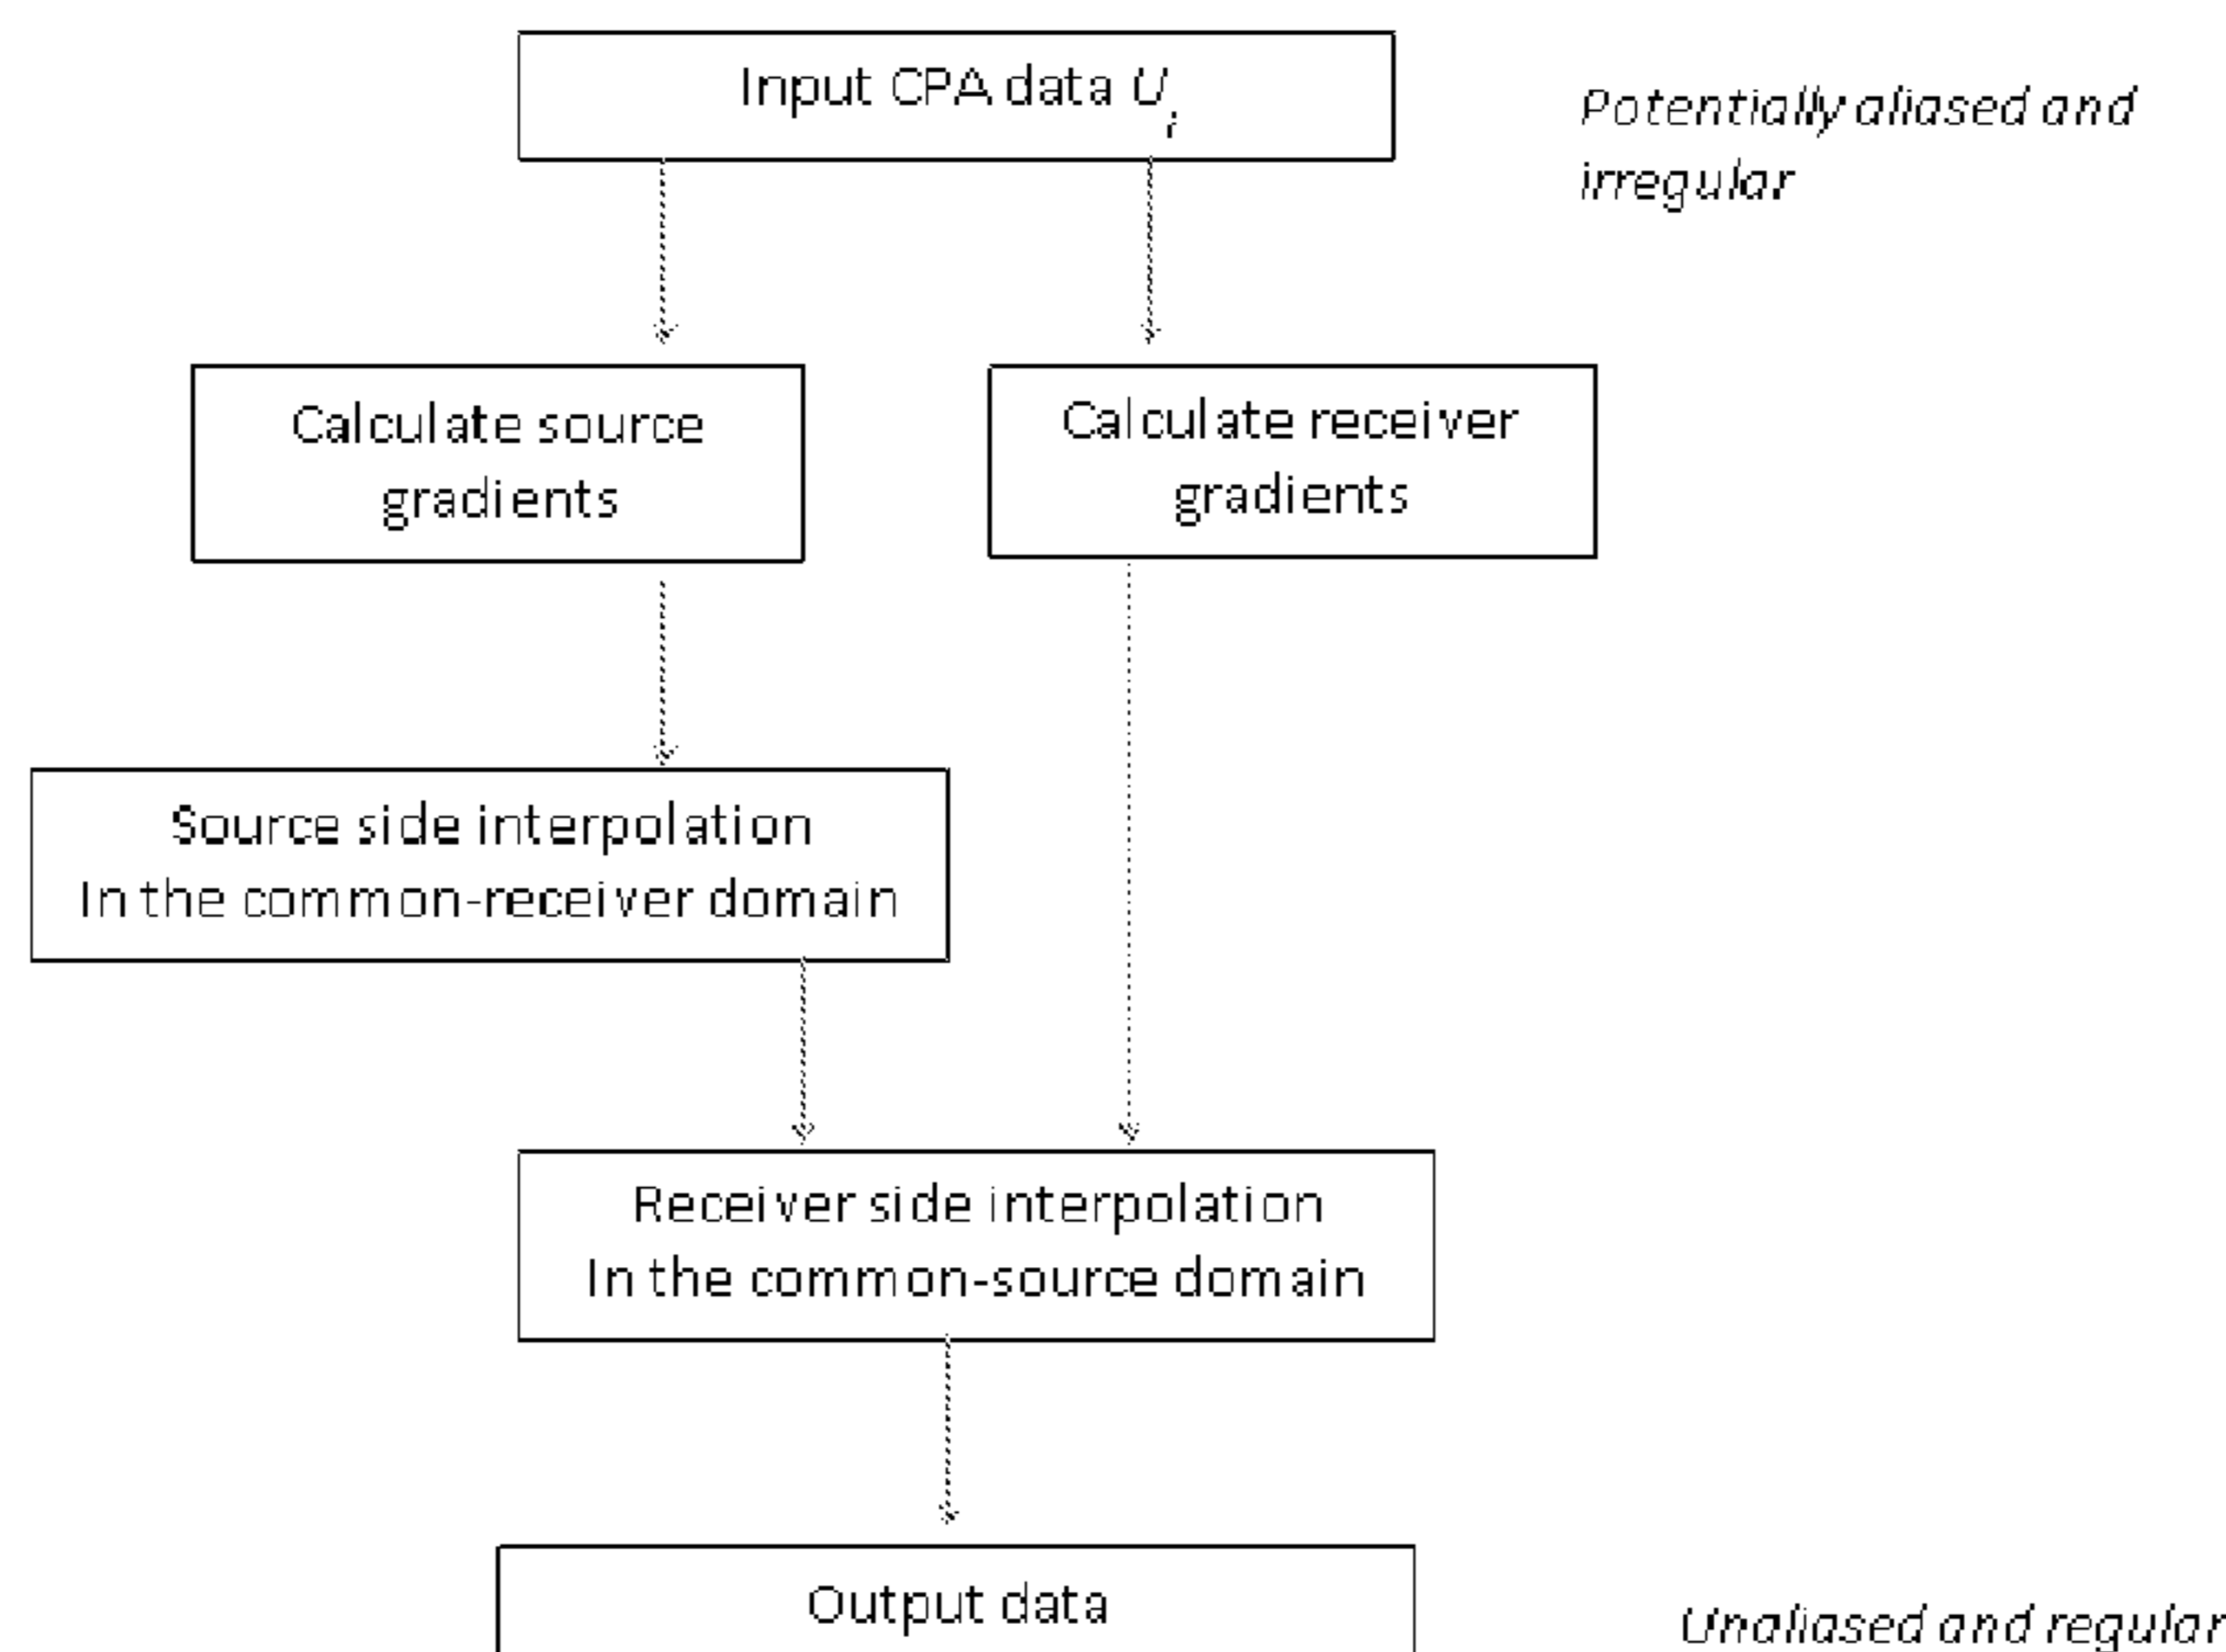 Input CPA data Ui
Potentially aliased and
irregular
Calculate source
gradients
Calculate receiver
gradients
Source side interpolation
In the common-receiver domain
Receiver side interpolation
In the common-source domain
Output data
Unaliased and regular